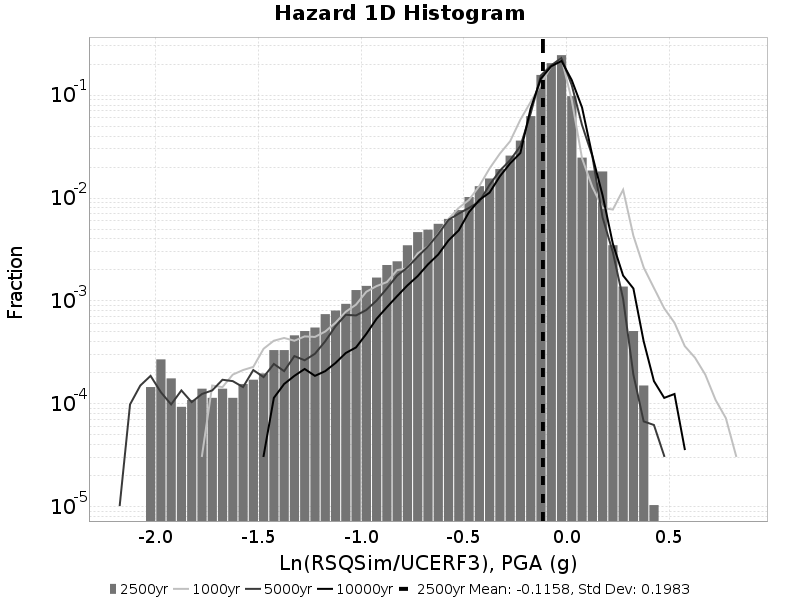 Hazard 1D Histogram
Fraction
10-1
10-2
10-3
10-4
10-5
-2.0 -1.5 -1.0 -0.5 0.0 0.5
Ln(RSQSim/UCERF3), PGA (g)
2500yr 1000yr 5000yr 10000yr 2500yr Mean: -0.1158, Std Dev: 0.1983